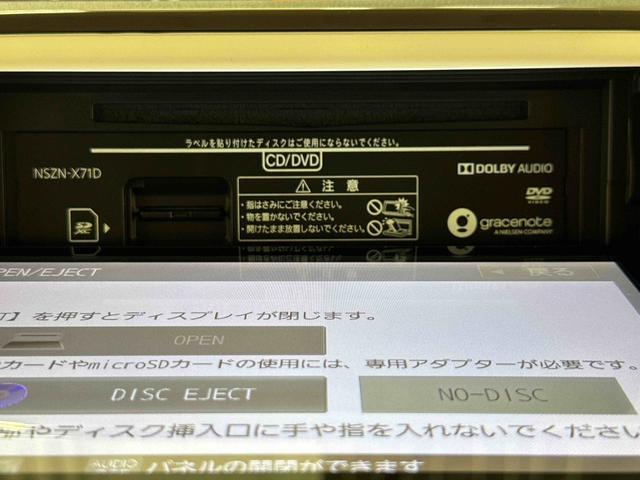 ラベルを貼り付けたディスクはご使用にならないでください。
CD/DVD
NSZN-X71D
DOLBY AUDIO
注意
・指はさみにご注意ください。
・物を置かないでください。
・開けたまま放置しないでください。
DVD
VIDEO
SD
XC
gracenote
A NIELSEN COMPANY
PEN/EJECT
戻る
】を押すとディスプレイが閉じます。
OPEN
カードやmicroSDカードの使用には、専用アダプターが必要です。
DISC EJECT
NO-DISC
やディスク挿入口に手や指を入れないでくださ
AUDIO
パネルの開閉ができます